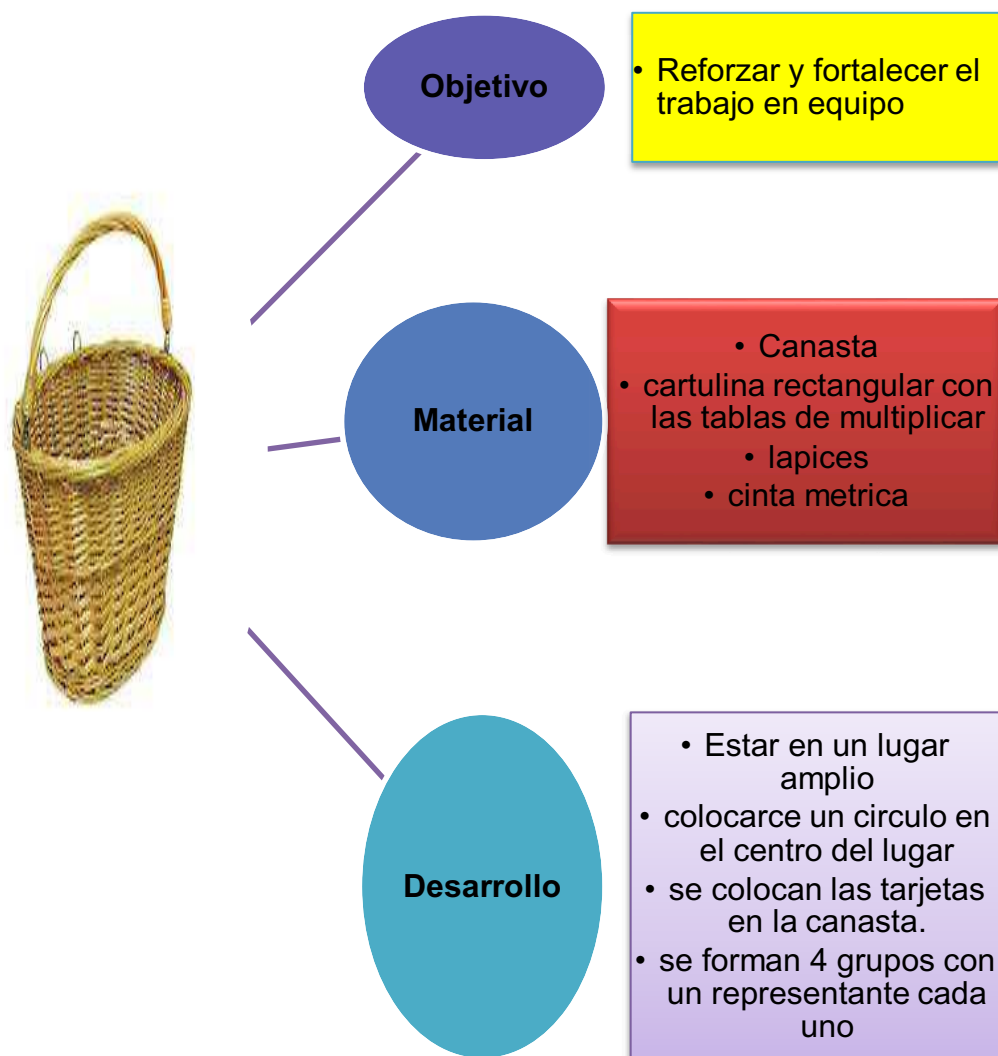 Objetivo
• Reforzar y fortalecer el
trabajo en equipo
Material
• Canasta
• cartulina rectangular con
las tablas de multiplicar
• lapices
• cinta metrica
Desarrollo
• Estar en un lugar
amplio
• colocarce un circulo en
el centro del lugar
• se colocan las tarjetas
en la canasta.
• se forman 4 grupos con
un representante cada
uno